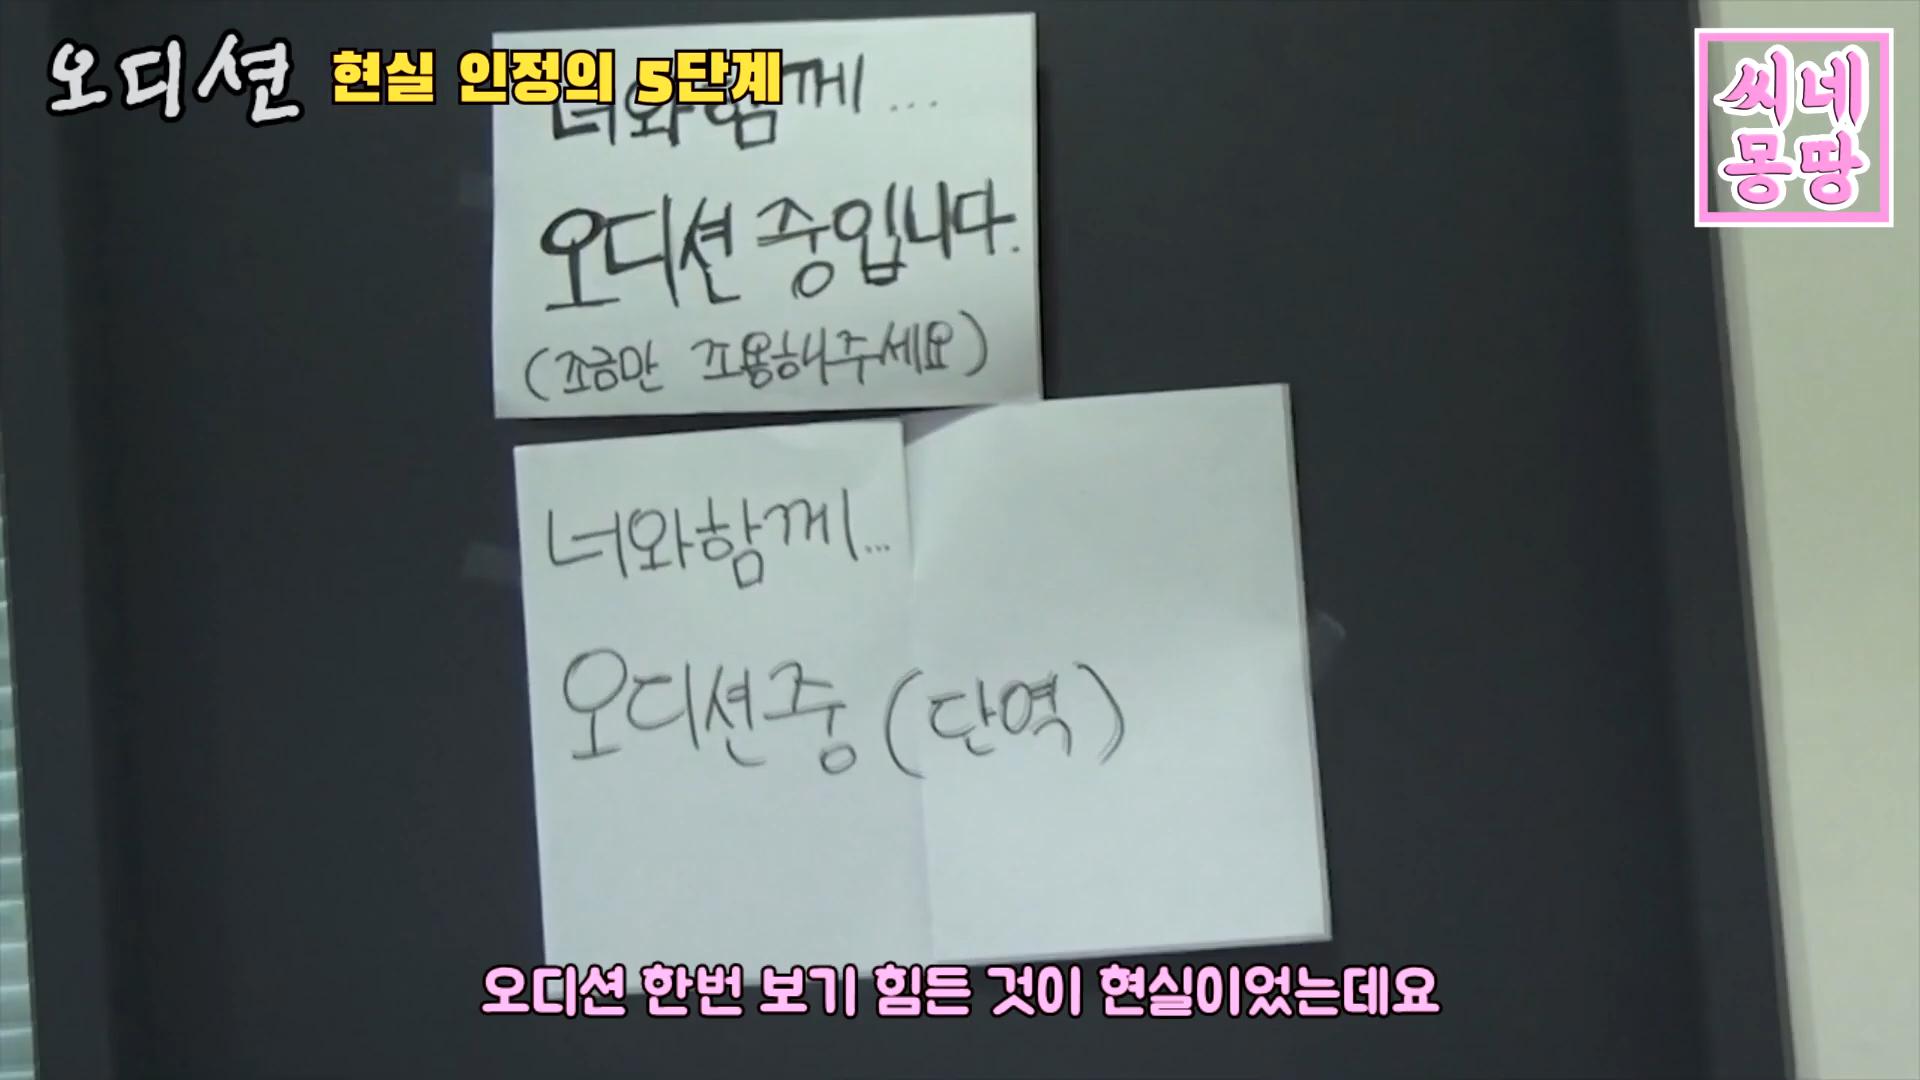 오디션 현실 인정의 5단계
씨네
몽땅
너와함께...
오디션 중입니다.
(조금만 조용해주세요)
너와함께...
오디션중 (단역)
오디션 한번 보기 힘든 것이 현실이었는데요